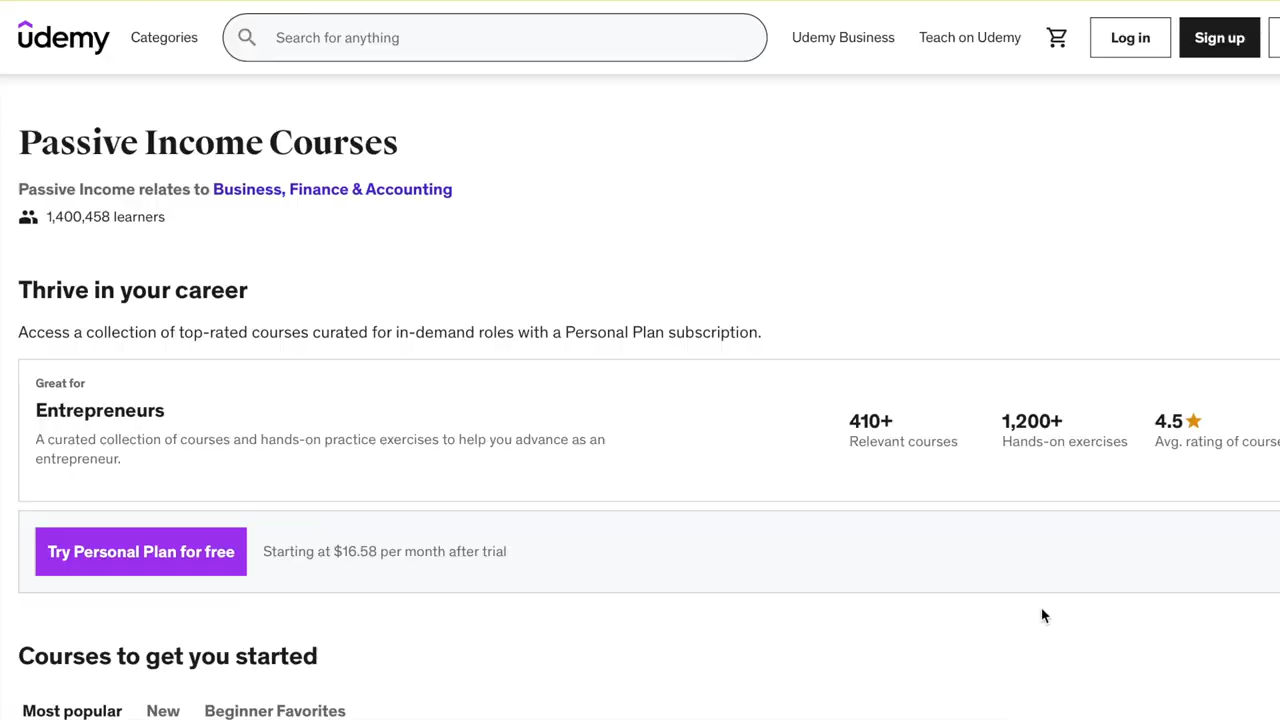 udemy Categories Search for anything Udemy Business Teach on Udemy Log in Sign up
Passive Income Courses
Passive Income relates to Business, Finance & Accounting
1,400,458 learners
Thrive in your career
Access a collection of top-rated courses curated for in-demand roles with a Personal Plan subscription.
Great for
Entrepreneurs
A curated collection of courses and hands-on practice exercises to help you advance as an
entrepreneur.
410+ 1,200+ 4.5
Relevant courses Hands-on exercises Avg. rating of
Try Personal Plan for free Starting at $16.58 per month after trial
Courses to get you started
Most popular New Beginner Favorites